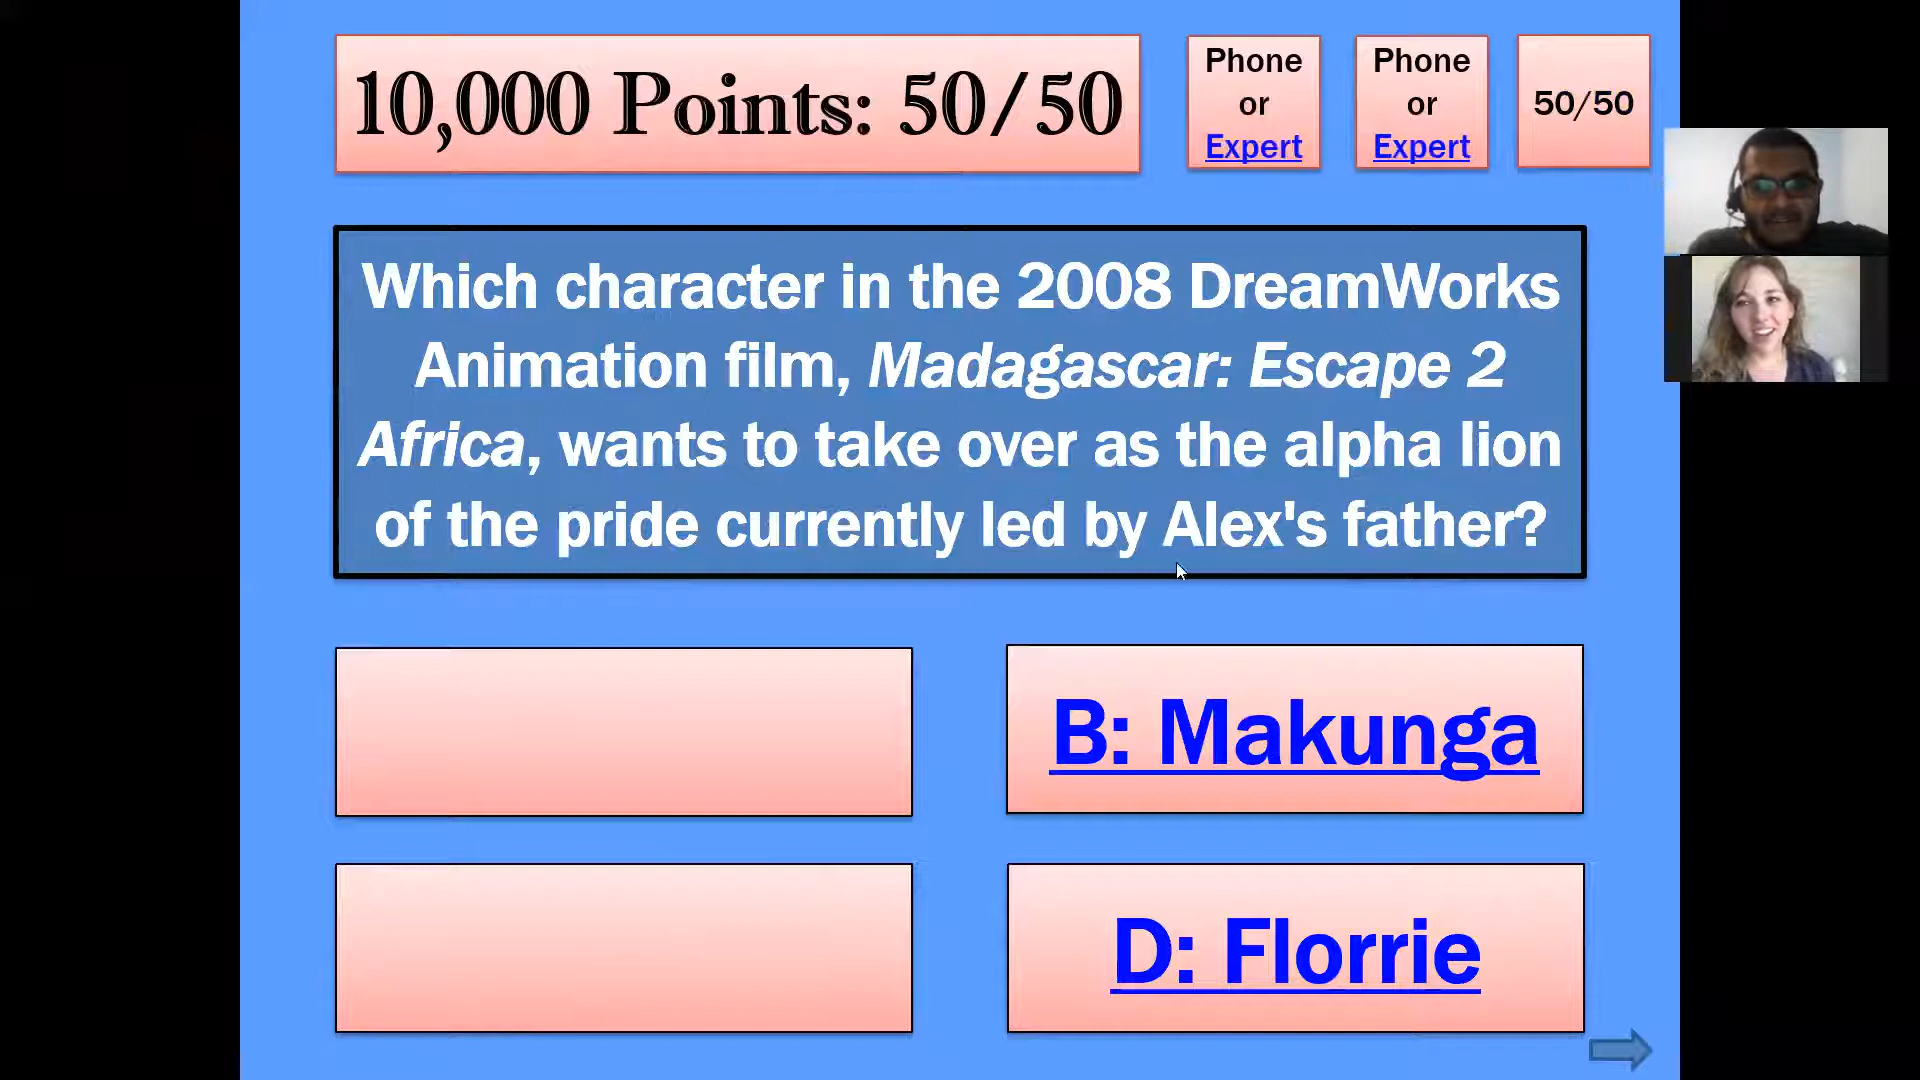 10,000 Points: 50/50
Phone
or
Expert
Phone
or
Expert
50/50
Which character in the 2008 DreamWorks
Animation film, Madagascar: Escape 2
Africa, wants to take over as the alpha lion
of the pride currently led by Alex's father?
B: Makunga
D: Florrie